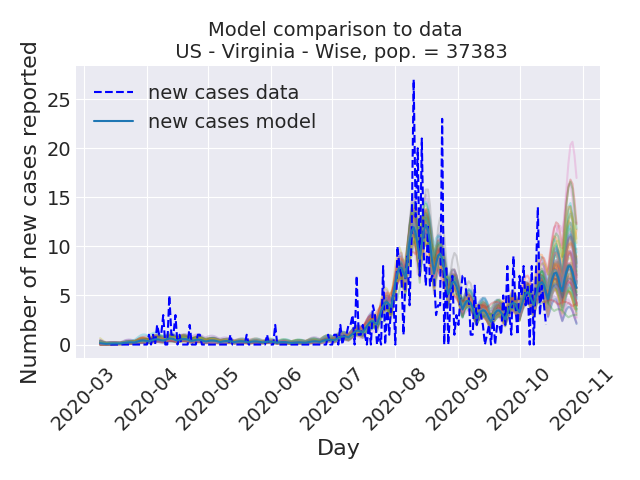 Model comparison to data
US - Virginia - Wise, pop. = 37383
new cases data
new cases model
Number of new cases reported
25
20
15
10
5
0
2020-03
2020-04
2020-05
2020-06
2020-07
2020-08
2020-09
2020-10
2020-11
Day